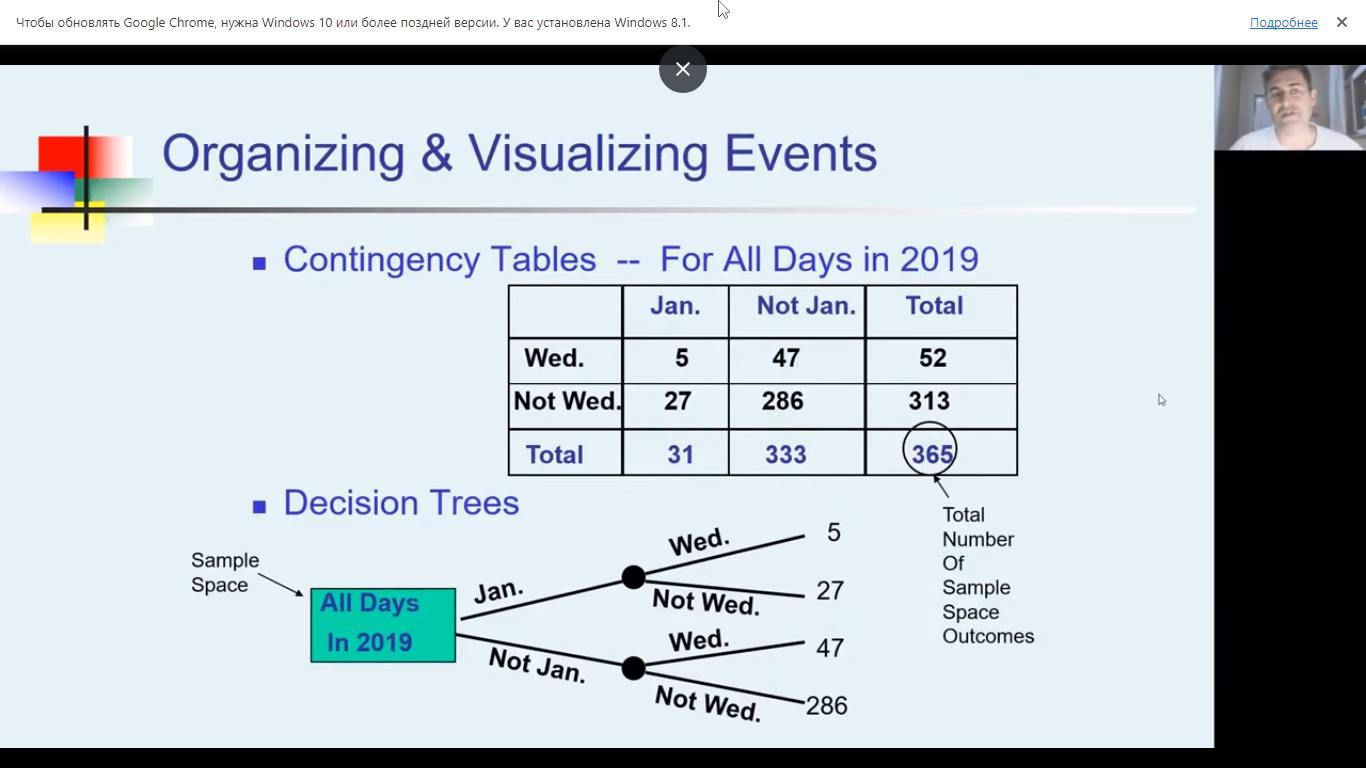 Чтобы обновлять Google Chrome, нужна Windows 10 или более поздней версии. У вас установлена Windows 8.1.
Подробнее
Organizing & Visualizing Events
Contingency Tables -- For All Days in 2019
Jan. Not Jan. Total
Wed. 5 47 52
Not Wed. 27 286 313
Total 31 333 365
Decision Trees
Total
Number
Of
Sample
Space
Outcomes
Sample
Space
All Days
In 2019
Jan.
Not Jan.
Wed. 5
Not Wed. 27
Wed. 47
Not Wed. 286